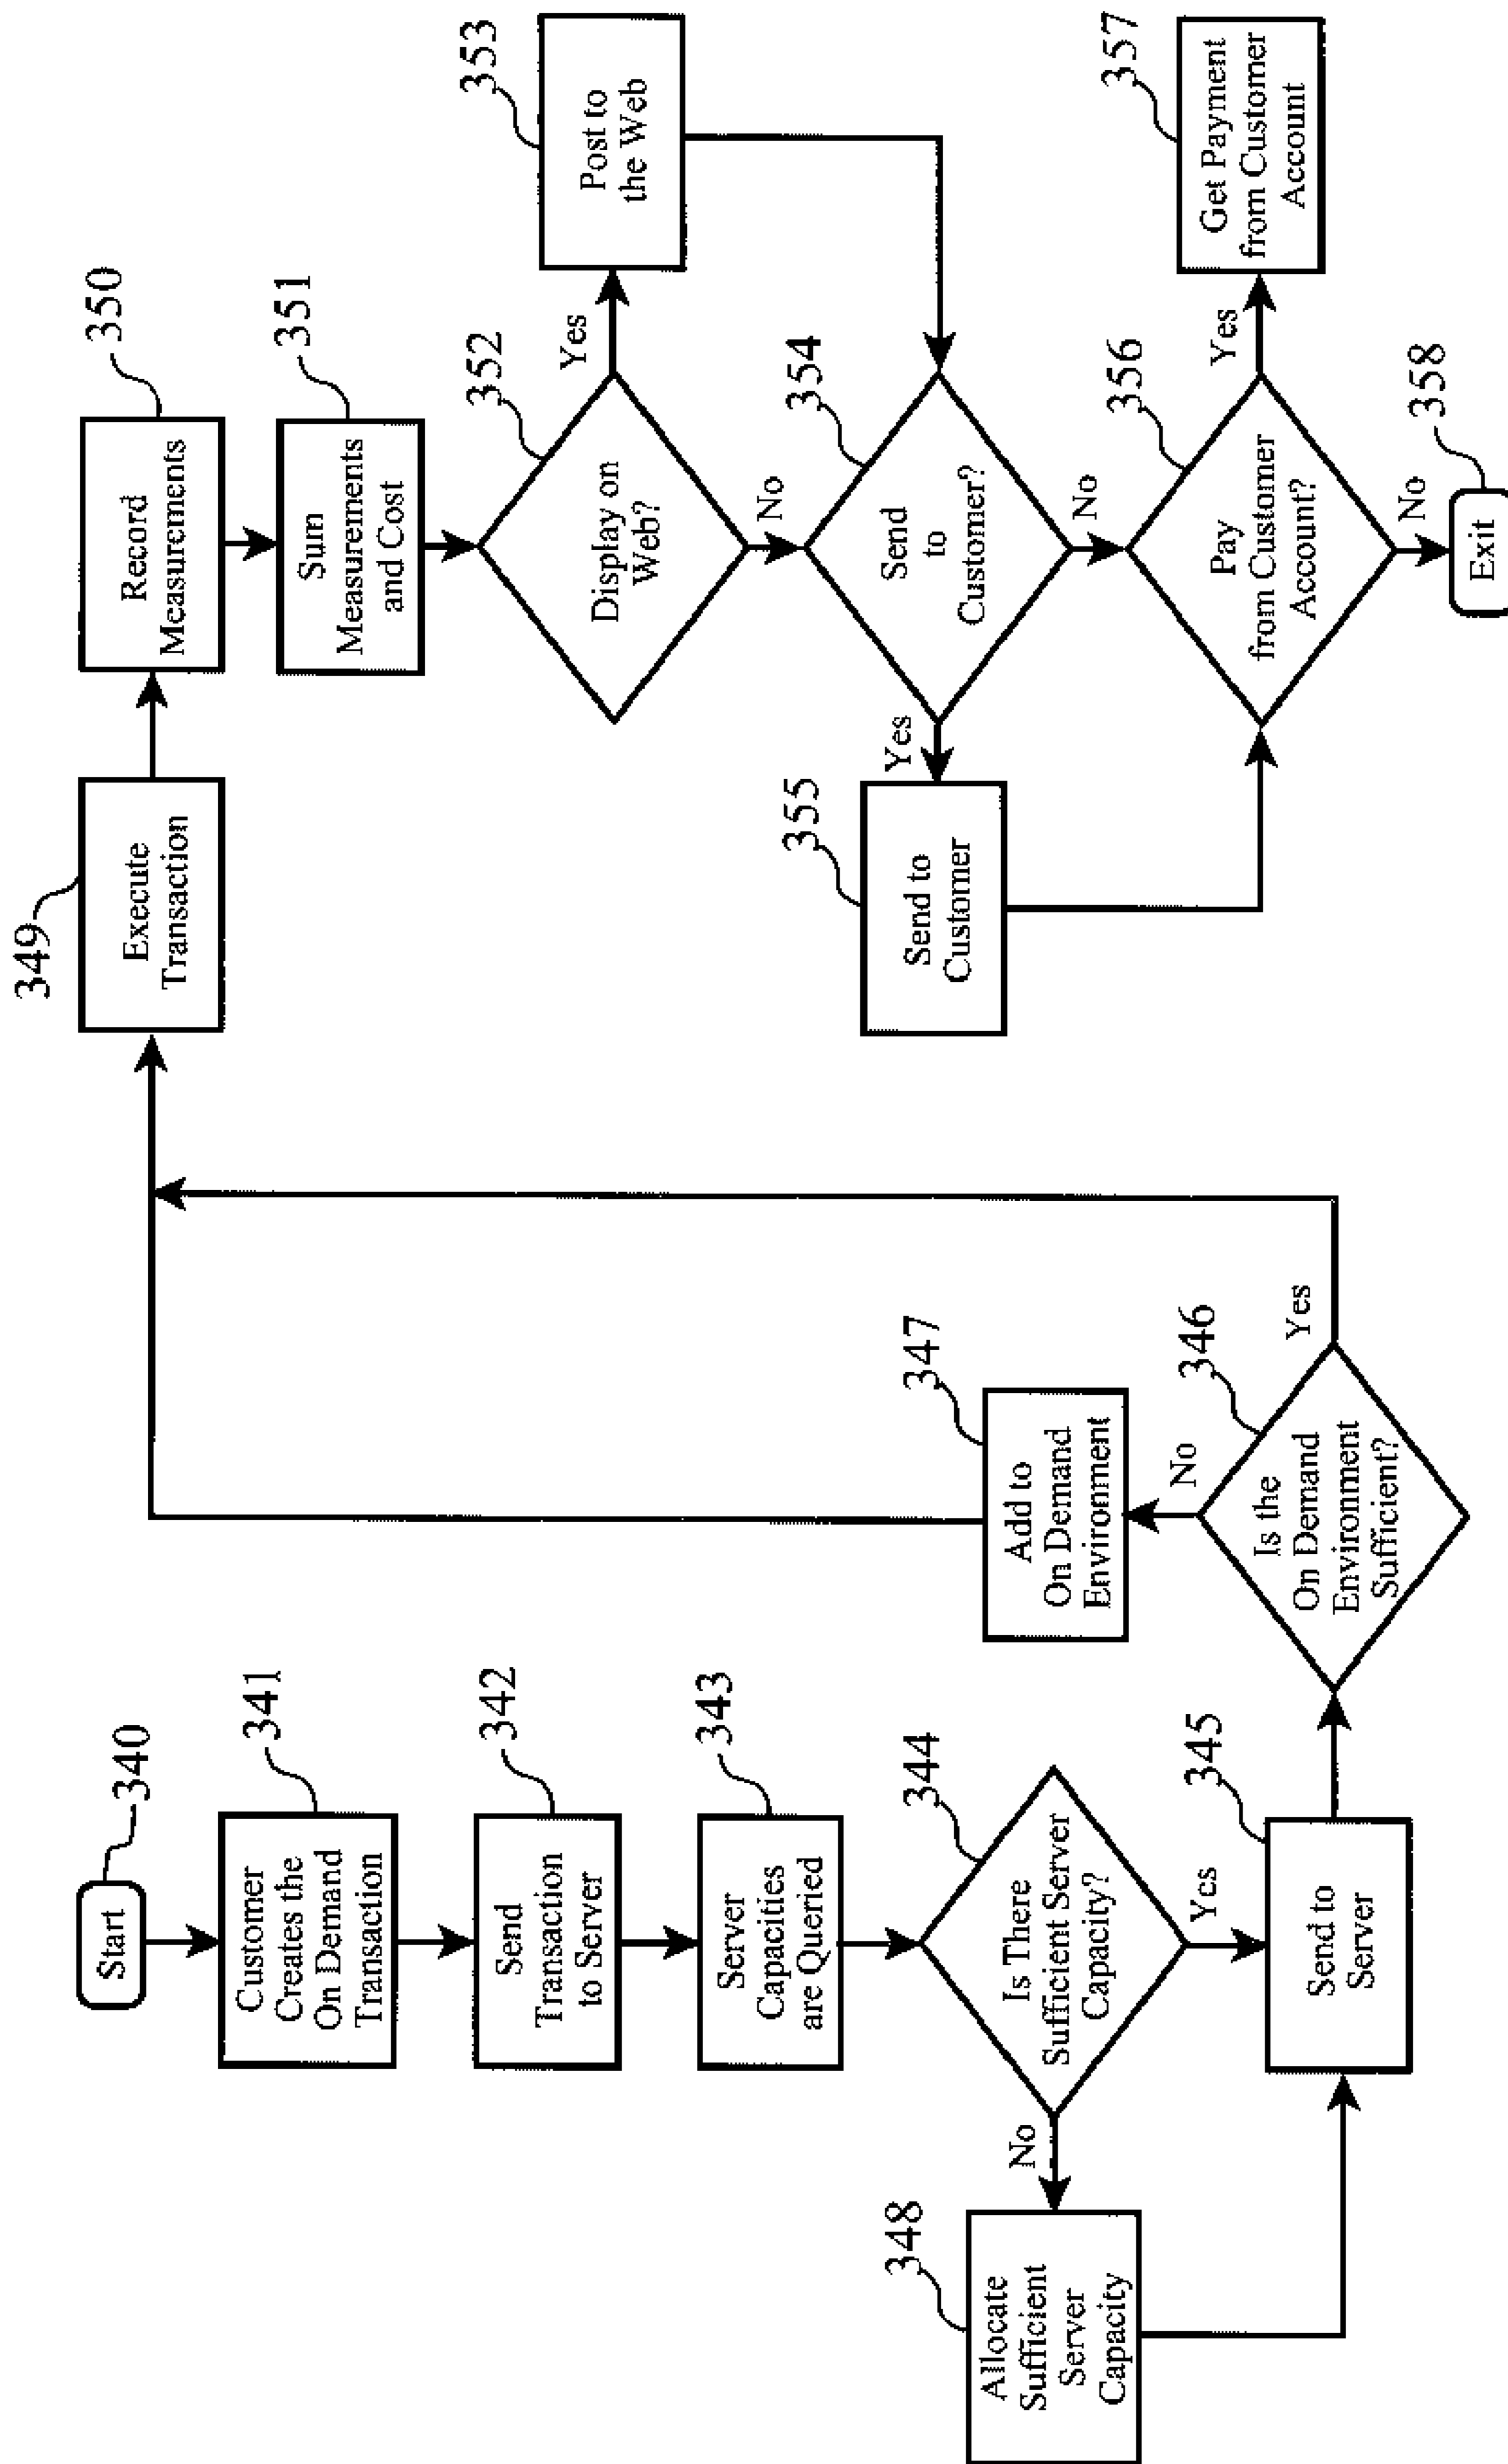 340
Start
341
Customer
Creates the
On Demand
Transaction
342
Send
Transaction
to Server
343
Server
Capacities
are Queried
344
Is There
Sufficient Server
Capacity?
No
Yes
348
Allocate
Sufficient
Server
Capacity
345
Send to
Server
346
Is the
On Demand
Environment
Sufficient?
No
Yes
347
Add to
On Demand
Environment
349
Execute
Transaction
350
Record
Measurements
351
Sum
Measurements
and Cost
352
Display on
Web?
Yes
No
353
Post to
the Web
354
Send
to
Customer?
Yes
No
355
Send to
Customer
356
Pay
from Customer
Account?
Yes
No
357
Get Payment
from Customer
Account
358
Exit